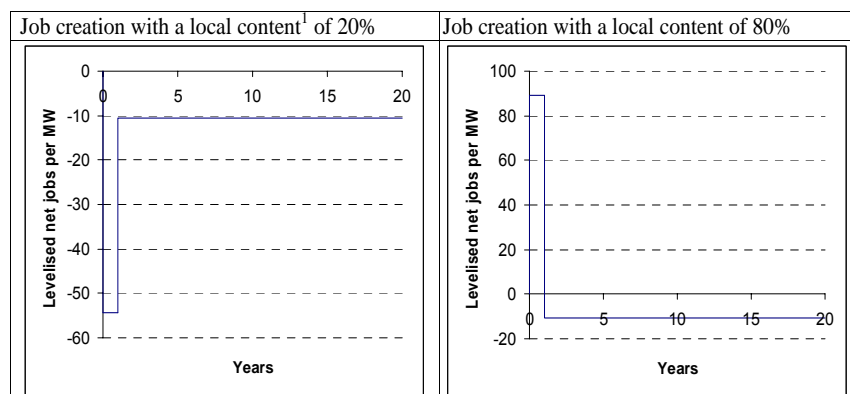 Job creation with a local content1 of 20%
Job creation with a local content of 80%
0
-10
-20
-30
-40
-50
-60
0 5 10 15 20
Levelised net jobs per MW
Years
100
80
60
40
20
0
-20
0 5 10 15 20
Levelised net jobs per MW
Years